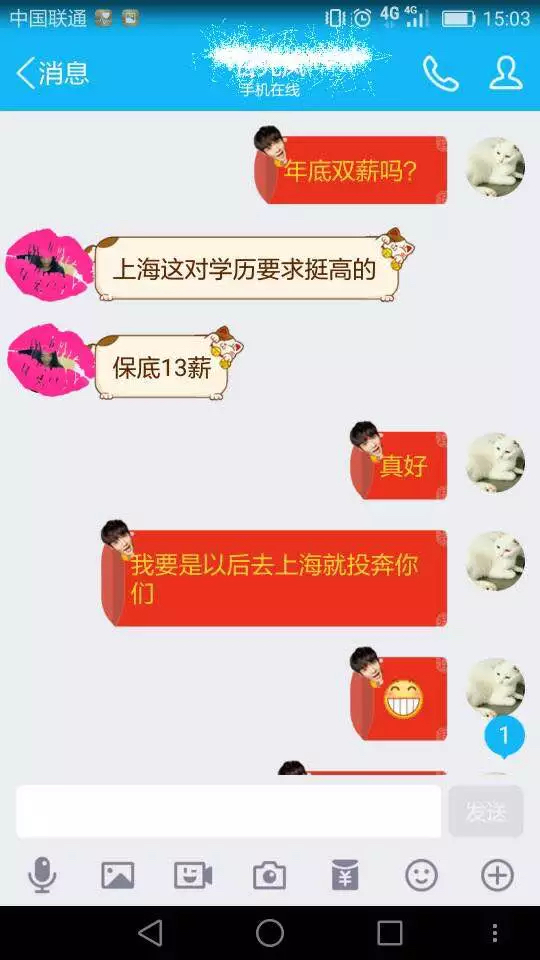 中国联通
4G 4G 15:03
消息
手机在线
年底双薪吗?
上海这对学历要求挺高的
保底13薪
真好
我要是以后去上海就投奔你
们
1
发送